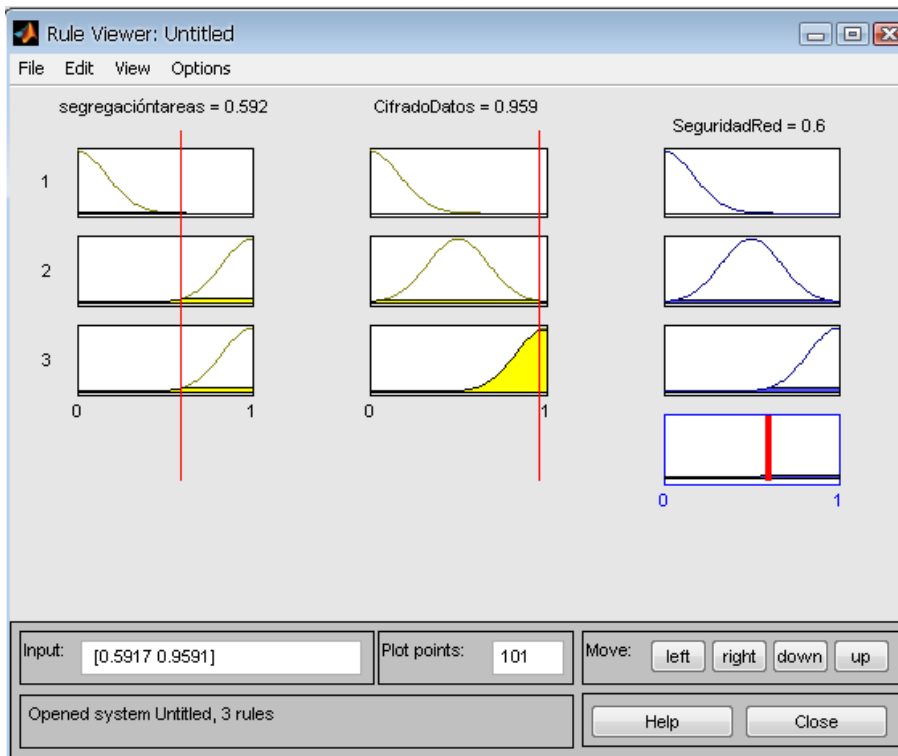 Rule Viewer: Untitled
File Edit View Options
segregacióntareas = 0.592
CifradoDatos = 0.959
SeguridadRed = 0.6
1
2
3
0 1
0 1
0 1
Input: [0.5917 0.9591]
Plot points: 101
Move: left right down up
Opened system Untitled, 3 rules
Help Close